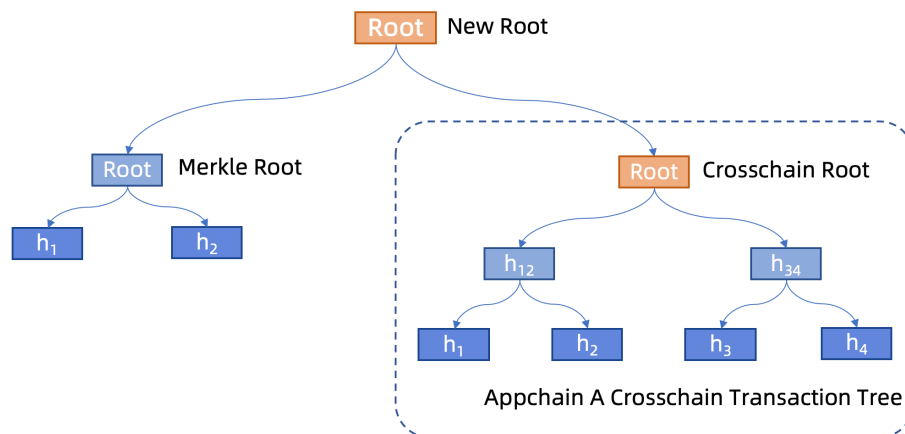 Root New Root
Root Merkle Root
Root Crosschain Root
h₁ h₂
h₁₂ h₃₄
h₁ h₂ h₃ h₄
Appchain A Crosschain Transaction Tree